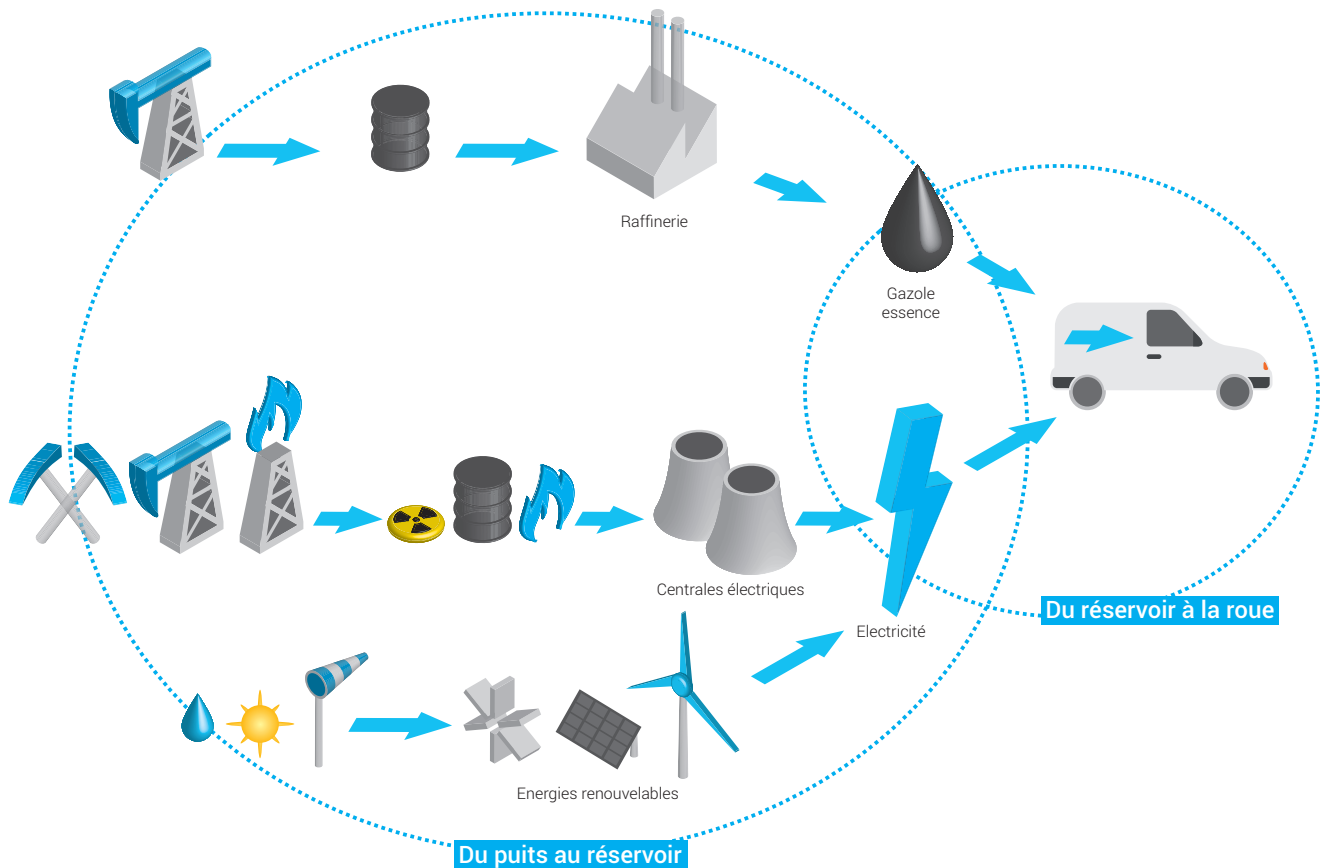 Raffinerie
Gazole
essence
Centrales électriques
Electricité
Du réservoir à la roue
Energies renouvelables
Du puits au réservoir